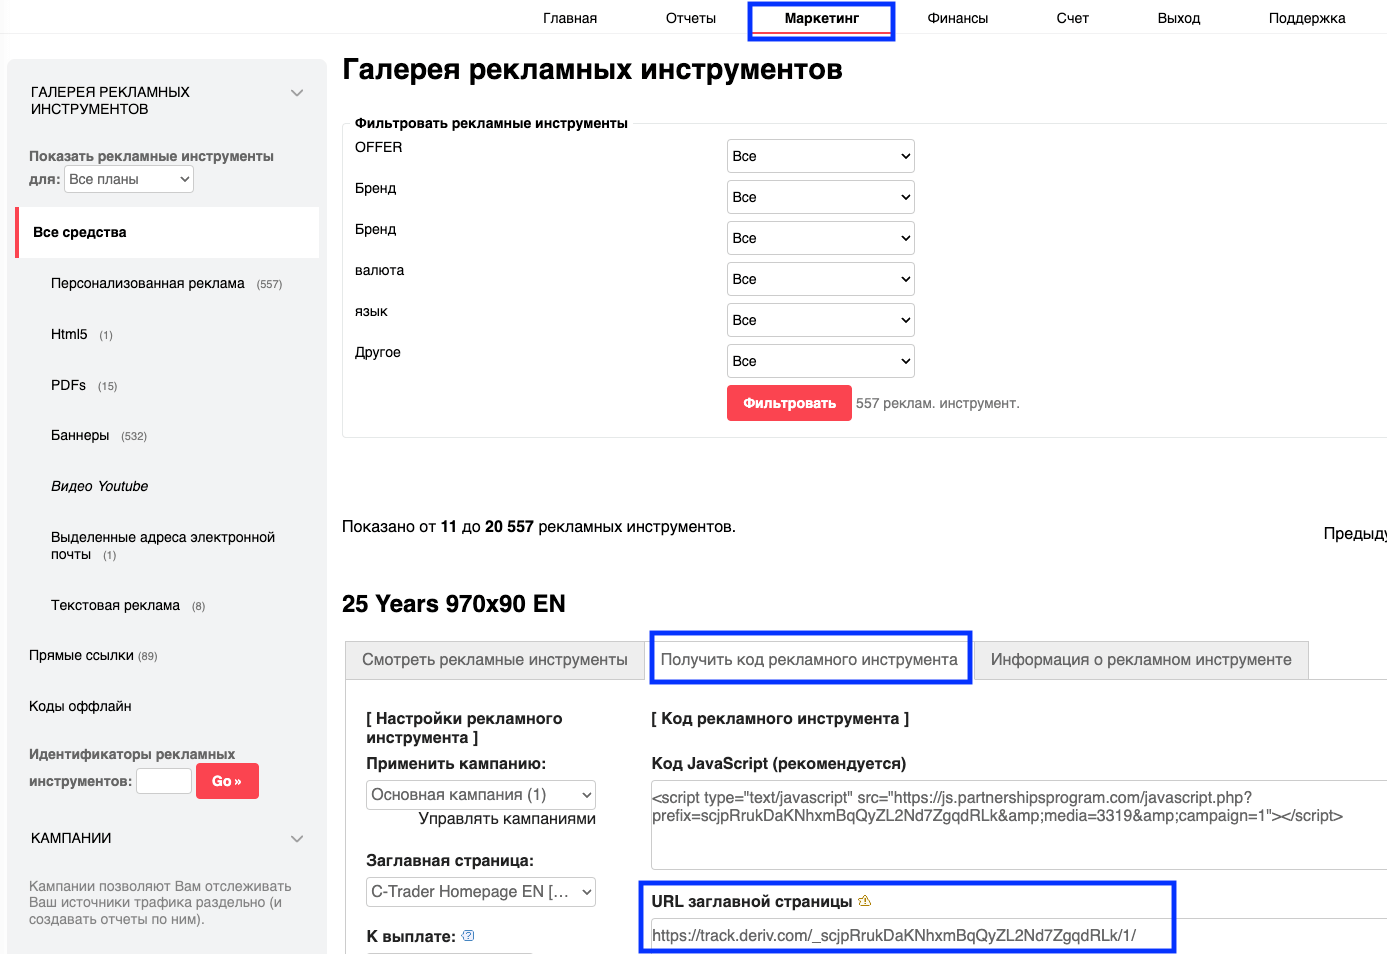 Главная Отчеты Маркетинг Финансы Счет Выход Поддержка
ГАЛЕРЕЯ РЕКЛАМНЫХ
ИНСТРУМЕНТОВ
Показать рекламные инструменты
для: Все планы
Все средства
Персонализованная реклама (557)
Html5 (1)
PDFs (15)
Баннеры (532)
Видео Youtube
Выделенные адреса электронной
почты (1)
Текстовая реклама (8)
Прямые ссылки (89)
Коды оффлайн
Идентификаторы рекламных
инструментов: Go »
КАМПАНИИ
Кампании позволяют Вам отслеживать
Ваш источники трафика раздельно (и
создавать отчеты по ним).
Галерея рекламных инструментов
Фильтровать рекламные инструменты
OFFER Все
Бренд Все
Бренд Все
валюта Все
язык Все
Другое Все
Фильтровать 557 реклам. инструмент.
Показано от 11 до 20 557 рекламных инструментов.
Предыду
25 Years 970x90 EN
Смотреть рекламные инструменты Получить код рекламного инструмента Информация о рекламном инструменте
[ Настройки рекламного
инструмента ]
Применить кампанию:
Основная кампания (1)
Управлять кампаниями
Заглавная страница:
C-Trader Homepage EN [...
К выплате:
[ Код рекламного инструмента ]
Код JavaScript (рекомендуется)
<script type="text/javascript" src="https://js.partnershipsprogram.com/javascript.php?
prefix=scjpRrukDaKNhxmBqQyZL2Nd7ZgqdRLk&amp;media=3319&amp;campaign=1"></script>
URL заглавной страницы
https://track.deriv.com/_scjpRrukDaKNhxmBqQyZL2Nd7ZgqdRLk/1/